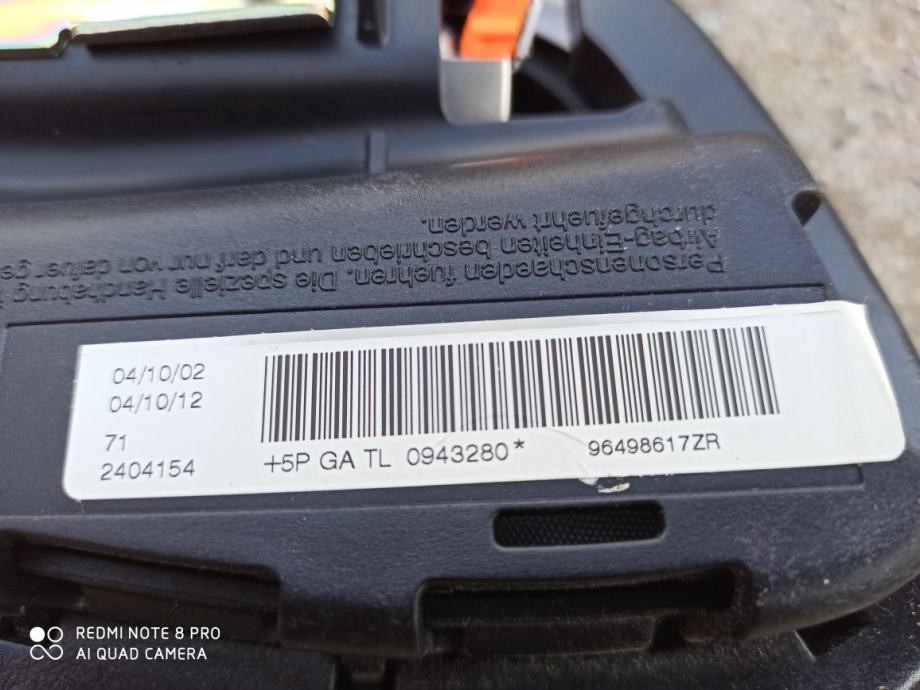 durchgefuehrt werden.
Airbag-Einheiten beschrieben und darf nur von dafuer
Personenschaeden fuehren. Die spezielle Handhabung
04/10/02
04/10/12
71
2404154
+5P GA TL 0943280*
96498617ZR
REDMI NOTE 8 PRO
AI QUAD CAMERA